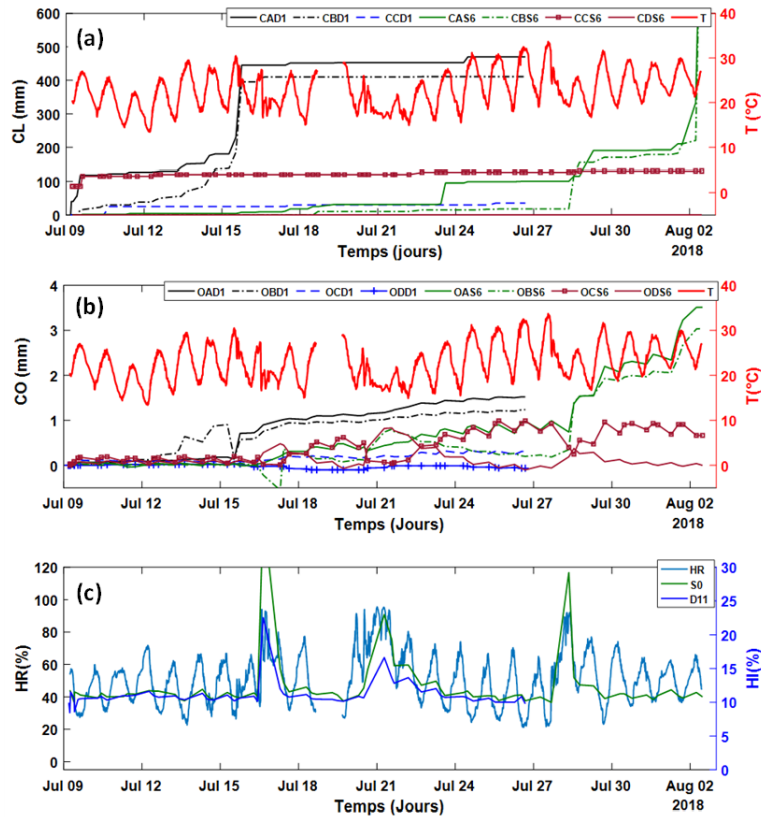 CAD1 CBD1 CCD1 CAS6 CBS6 CCS6 CDS6 T
(a)
600 500 400 300 200 100 0
CL (mm)
40 30 20 10 0
T (°C)
Jul 09 Jul 12 Jul 15 Jul 18 Jul 21 Jul 24 Jul 27 Jul 30 Aug 02
Temps (jours)
2018
OAD1 OBD1 OCD1 ODD1 OAS6 OBS6 OCS6 ODS6 T
(b)
4 3 2 1 0
CO (mm)
40 30 20 10 0
T(°C)
Jul 09 Jul 12 Jul 15 Jul 18 Jul 21 Jul 24 Jul 27 Jul 30 Aug 02
Temps (Jours)
2018
(c)
HR
S0
D11
120 100 80 60 40 20 0
HR(%)
30 25 20 15 10 5 0
HI(%)
Jul 09 Jul 12 Jul 15 Jul 18 Jul 21 Jul 24 Jul 27 Jul 30 Aug 02
Temps (Jours)
2018